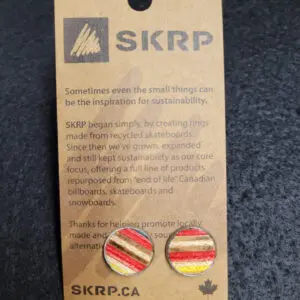 SKRP
Sometimes even the small things can
be the inspiration for sustainability.
SKRP began simply, by creating rings
made from recycled skateboards.
Since then we've grown, expanded
and still kept sustainability as our core
focus, offering a full line of products
repurposed from "end of life" Canadian
billboards, skateboards and
snowboards.
Thanks for helping promote locally
made and
alternati
SKRP.CA